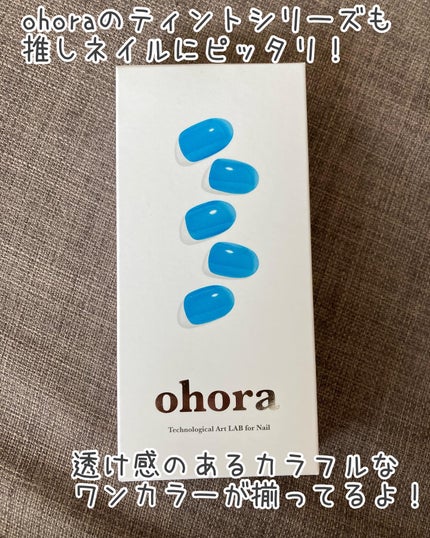 ohoraのティントシリーズも
推しネイルにピッタリ！
ohora
Technological Art LAB for Nail
透け感のあるカラフルな
ワンカラーが揃ってるよ！